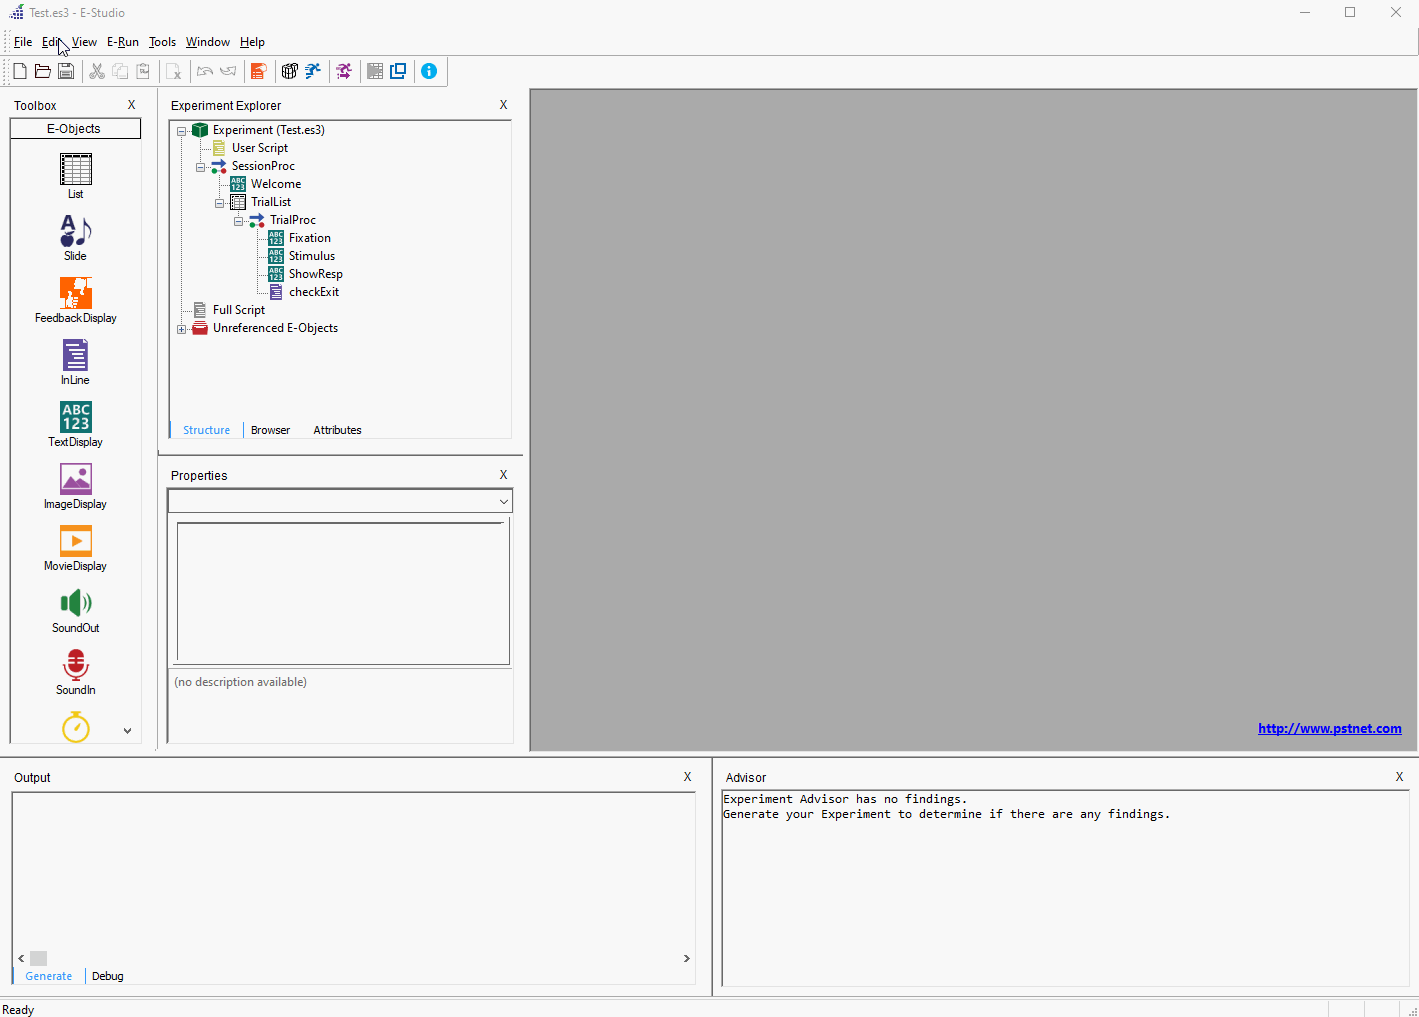 Test.es3 - E-Studio
File Edit View E-Run Tools Window Help
Toolbox X
E-Objects
List
Slide
FeedbackDisplay
InLine
ABC
123
TextDisplay
ImageDisplay
MovieDisplay
SoundOut
SoundIn
Experiment Explorer X
Experiment (Test.es3)
User Script
SessionProc
Welcome
TrialList
TrialProc
Fixation
Stimulus
ShowResp
checkExit
Full Script
Unreferenced E-Objects
Structure Browser Attributes
Properties X
(no description available)
http://www.pstnet.com
Output X
Generate Debug
Advisor X
Experiment Advisor has no findings.
Generate your Experiment to determine if there are any findings.
Ready